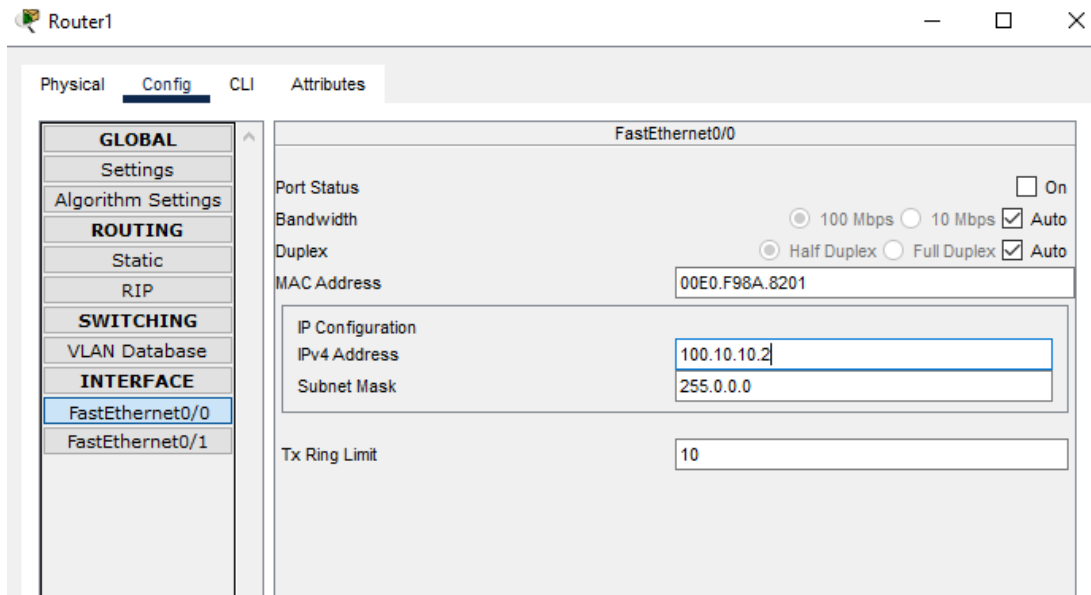 Router1
Physical Config CLI Attributes
GLOBAL
Settings
Algorithm Settings
ROUTING
Static
RIP
SWITCHING
VLAN Database
INTERFACE
FastEthernet0/0
FastEthernet0/1
FastEthernet0/0
Port Status On
Bandwidth 100 Mbps 10 Mbps Auto
Duplex Half Duplex Full Duplex Auto
MAC Address 00E0.F98A.8201
IP Configuration
IPv4 Address 100.10.10.2
Subnet Mask 255.0.0.0
Tx Ring Limit 10